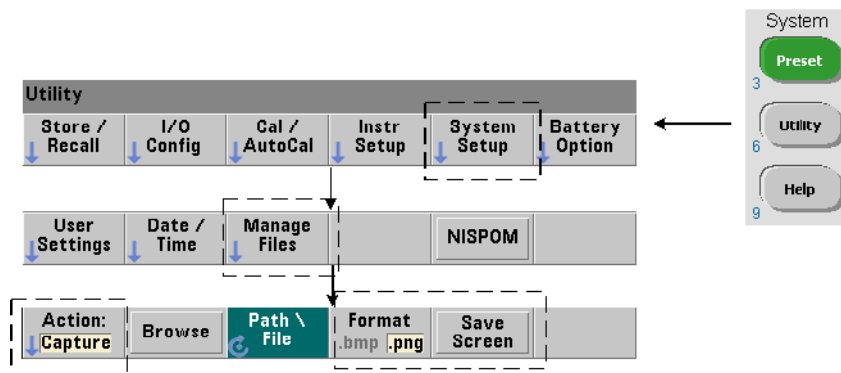 System
Preset
3
Utility
6
Help
9
Utility
Store / Recall
I/O Config
Cal / AutoCal
Instr Setup
System Setup
Battery Option
User Settings
Date / Time
Manage Files
NISPOM
Action: Capture
Browse
Path \ File
Format .bmp .png
Save Screen